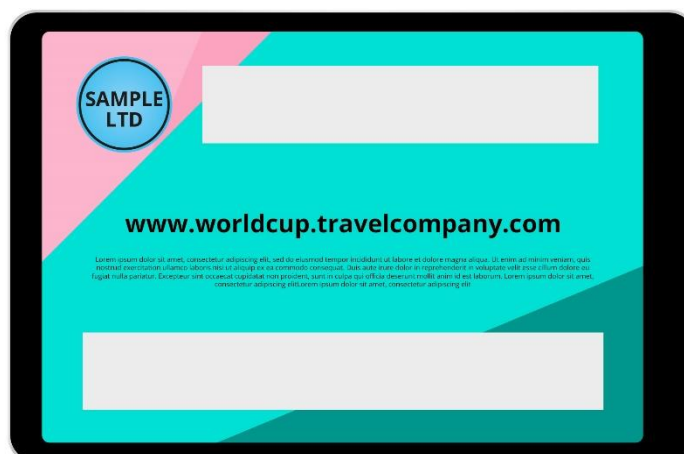 SAMPLE
LTD
www.worldcup.travelcompany.com
Lorem ipsum dolor sit amet, consectetur adipiscing elit, sed do eiusmod tempor incididunt ut labore et dolore magna aliqua. Ut enim ad minim veniam, quis
nostrud exercitation ullamco laboris nisi ut aliquip ex ea commodo consequat. Duis aute irure dolor in reprehenderit in voluptate velit esse cillum dolore eu
fugiat nulla pariatur. Excepteur sint occaecat cupidatat non proident, sunt in culpa qui officia deserunt mollit anim id est laborum. Lorem ipsum dolor sit amet,
consectetur adipiscing elitLorem ipsum dolor sit amet, consectetur adipiscing elit